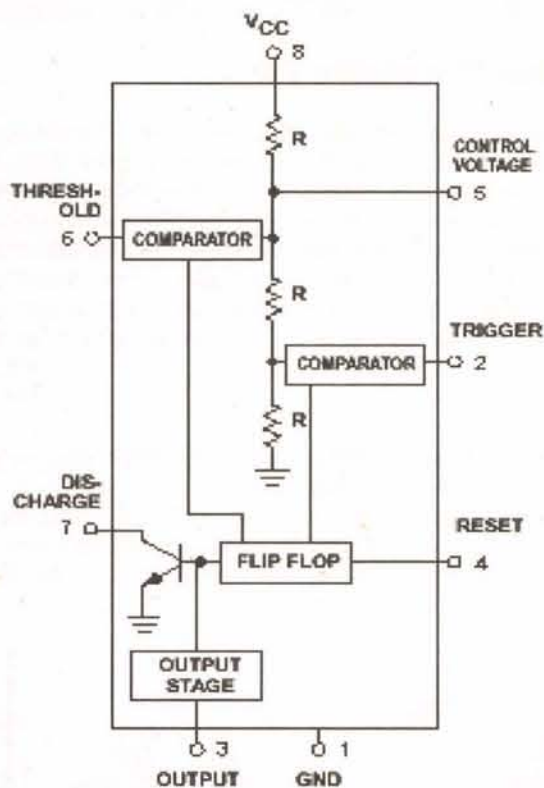 VCC
8
R
CONTROL
VOLTAGE
5
THRESH-
OLD
6
COMPARATOR
R
TRIGGER
COMPARATOR
2
R
DIS-
CHARGE
7
RESET
FLIP FLOP
4
OUTPUT
STAGE
3
1
OUTPUT
GND